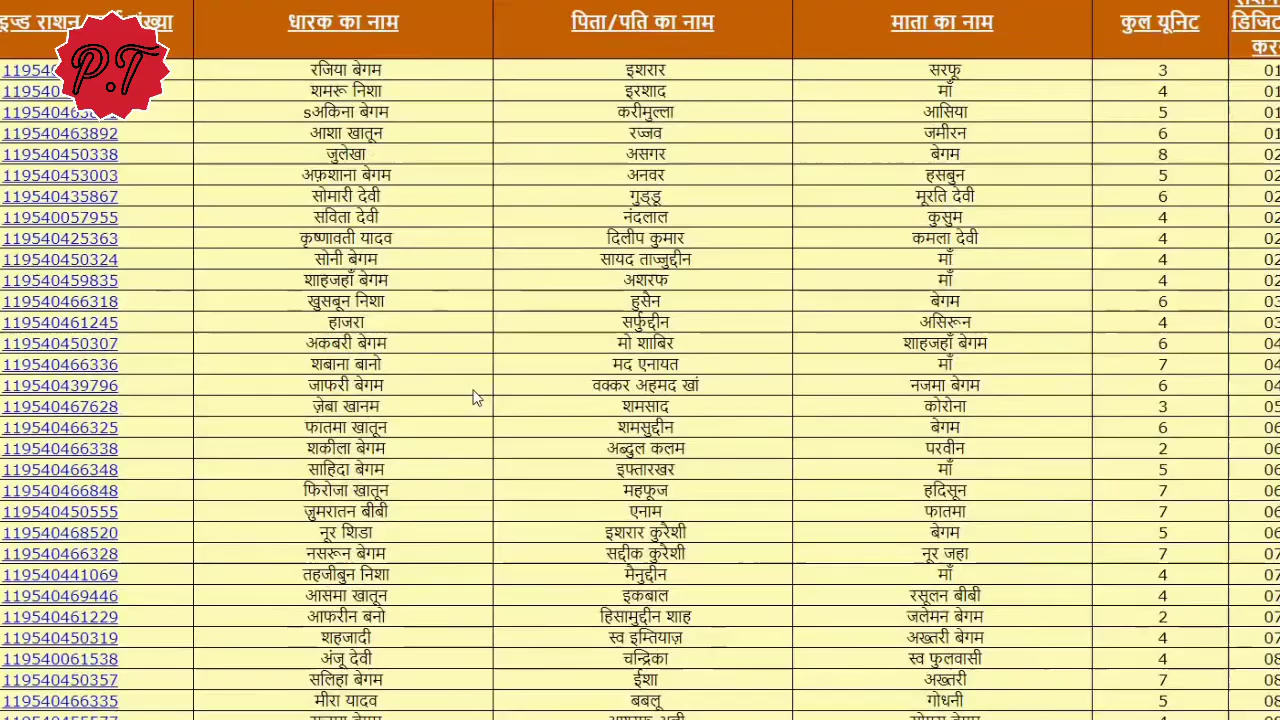 राशन संख्या धारक का नाम पिता/पति का नाम माता का नाम कुल यूनिट डिजिट
P.T
रजिया बेगम इशरार सरफू 3 01
शमरू निशा इरशाद माँ 4 01
sअकिना बेगम करीमुल्ला आसिया 5 01
119540463892 आशा खातून रज्जव जमीरन 6 01
119540450338 जुलेखा असगर बेगम 8 02
119540453003 अफ़शाना बेगम अनवर हसबुन 5 02
119540435867 सोमारी देवी गुड्डू मूरति देवी 6 02
119540057955 सविता देवी नंदलाल कुसुम 4 02
119540425363 कृष्णावती यादव दिलीप कुमार कमला देवी 4 02
119540450324 सोनी बेगम सायद ताज्जुद्दीन माँ 4 02
119540459835 शाहजहाँ बेगम अशरफ माँ 4 02
119540466318 खुसबून निशा हुसैन बेगम 6 03
119540461245 हाजरा सर्फुद्दीन असिरून 4 03
119540450307 अकबरी बेगम मो शाबिर शाहजहाँ बेगम 6 04
119540466336 शबाना बानो मद एनायत माँ 7 04
119540439796 जाफरी बेगम वक्कर अहमद खां नजमा बेगम 6 04
119540467628 ज़ेबा खानम शमसाद कोरोना 3 05
119540466325 फातमा खातून शमसुद्दीन बेगम 6 06
119540466338 शकीला बेगम अब्दुल कलम परवीन 2 06
119540466348 साहिदा बेगम इफ्तारखर माँ 5 06
119540466848 फिरोजा खातून महफूज हदिसून 7 06
119540450555 जुमरातन बीबी एनाम फातमा 7 06
119540468520 नूर शिडा इशरार कुरैशी बेगम 5 06
119540466328 नसरून बेगम सद्दीक कुरैशी नूर जहा 7 07
119540441069 तहजीबुन निशा मैनुद्दीन माँ 4 07
119540469446 आसमा खातून इकबाल रसूलन बीबी 4 07
119540461229 आफरीन बनो हिसामुद्दीन शाह जलेमन बेगम 2 07
119540450319 शहजादी स्व इम्तियाज़ अख्तरी बेगम 4 07
119540061538 अंजू देवी चन्द्रिका स्व फुलवासी 4 08
119540450357 सलिहा बेगम ईशा अख्तरी 7 08
119540466335 मीरा यादव बबलू गोधनी 5 08